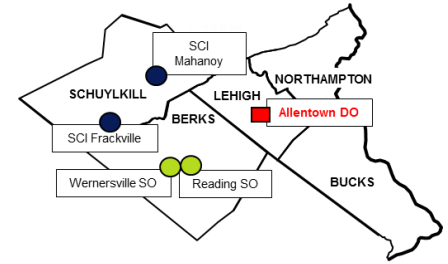 SCI
Mahanoy
NORTHAMPTON
SCHUYLKILL
LEHIGH
Allentown DO
BERKS
SCI Frackville
Wernersville SO
Reading SO
BUCKS